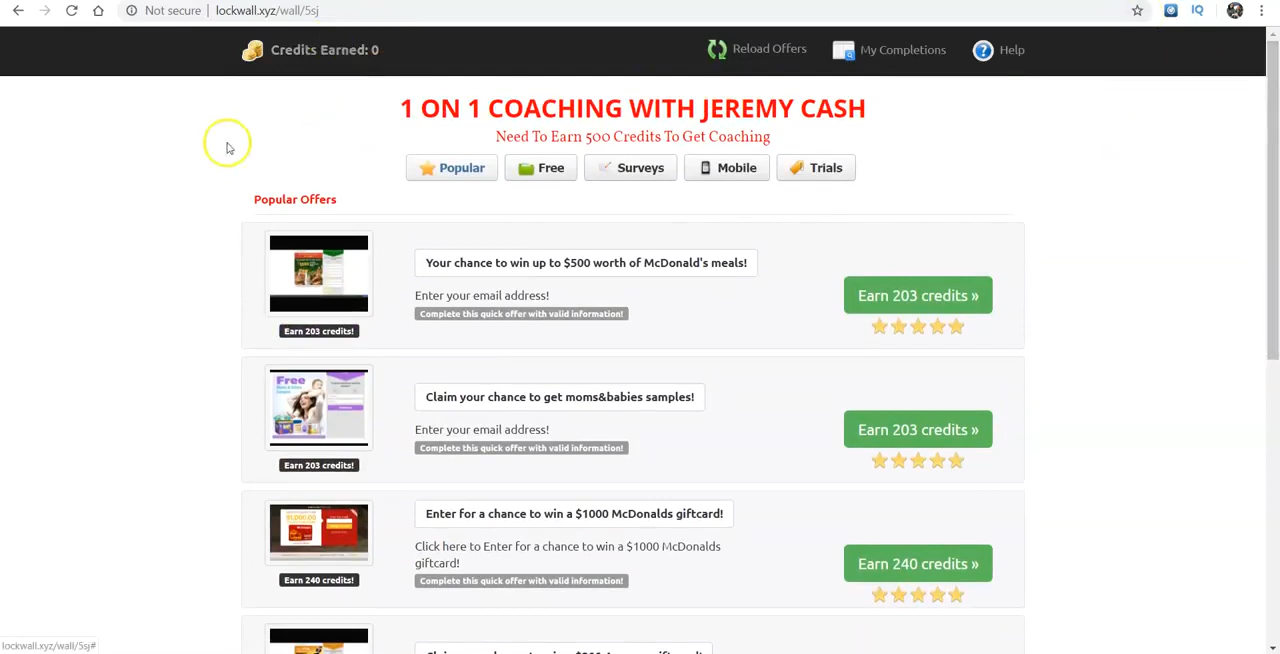 Not secure
lockwall.xyz/wall/5sj
IQ
Credits Earned: 0
Reload Offers
My Completions
Help
1 ON 1 COACHING WITH JEREMY CASH
Need To Earn 500 Credits To Get Coaching
Popular
Free
Surveys
Mobile
Trials
Popular Offers
Your chance to win up to $500 worth of McDonald's meals!
Enter your email address!
Complete this quick offer with valid information!
Earn 203 credits!
Earn 203 credits »
Free
Claim your chance to get moms&babies samples!
Enter your email address!
Complete this quick offer with valid information!
Earn 203 credits!
Earn 203 credits »
Enter for a chance to win a $1000 McDonalds giftcard!
Click here to Enter for a chance to win a $1000 McDonalds
giftcard!
Complete this quick offer with valid information!
Earn 240 credits!
Earn 240 credits »
lockwall.xyz/wall/5sj#